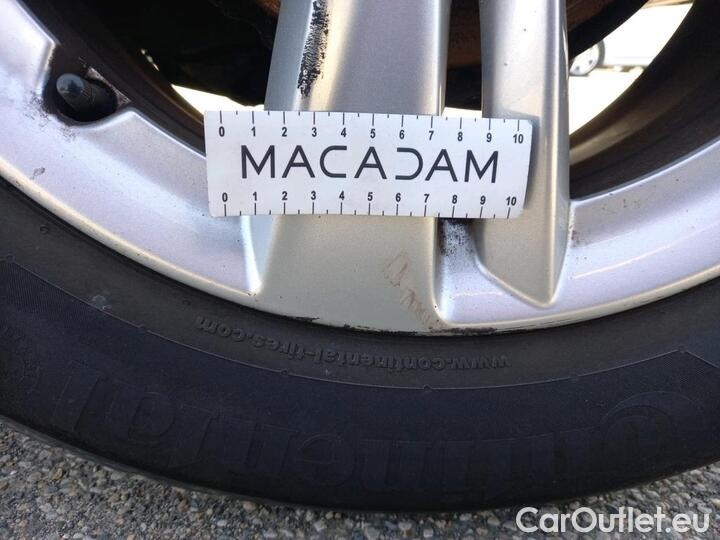 0 1 2 3 4 5 6 7 8 9 10
MACADAM
0 1 2 3 4 5 6 7 8 9 10
www.continental-tires.com
Continental
CarOutlet.eu